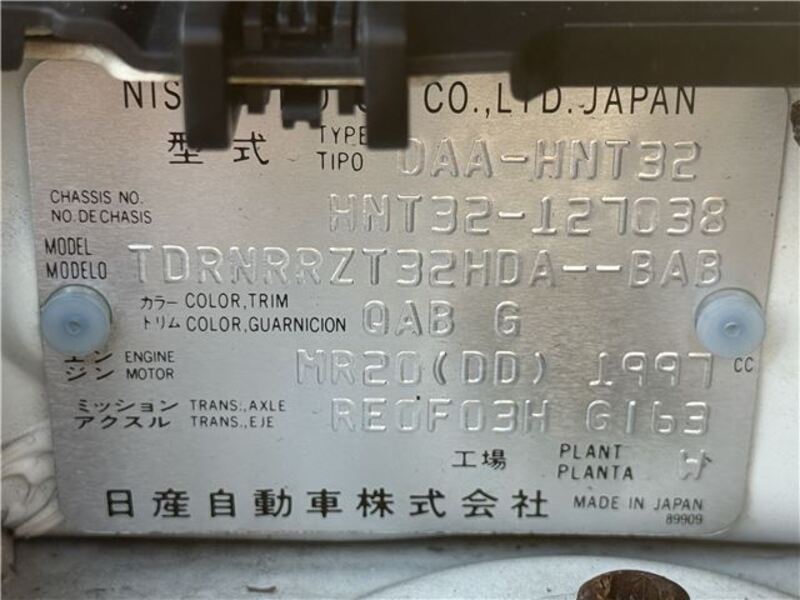 CO.,LTD. JAPAN
型式 TYPE TIPO DAA-HNT32
CHASSIS NO. NO. DE CHASIS HNT32-127038
MODEL MODELO TDRNRRZT32HDA--BAB
カラー COLOR, TRIM
トリム COLOR, GUARNICION QAB G
エンジン ENGINE MOTOR MR20(DD) 1997 CC
ミッション TRANS:, AXLE
アクスル TRANS., EJE RE0F03H G163
工場 PLANT PLANTA
日産自動車株式会社 MADE IN JAPAN
89909